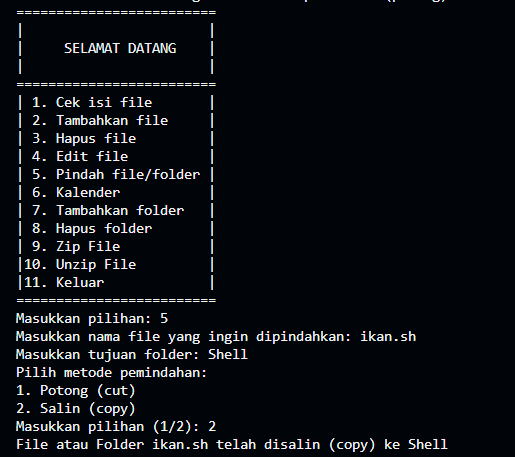 =========================
|                       |
|     SELAMAT DATANG    |
|                       |
=========================
| 1. Cek isi file       |
| 2. Tambahkan file     |
| 3. Hapus file         |
| 4. Edit file          |
| 5. Pindah file/folder |
| 6. Kalender           |
| 7. Tambahkan folder   |
| 8. Hapus folder       |
| 9. Zip File           |
|10. Unzip File         |
|11. Keluar             |
=========================
Masukkan pilihan: 5
Masukkan nama file yang ingin dipindahkan: ikan.sh
Masukkan tujuan folder: Shell
Pilih metode pemindahan:
1. Potong (cut)
2. Salin (copy)
Masukkan pilihan (1/2): 2
File atau Folder ikan.sh telah disalin (copy) ke Shell